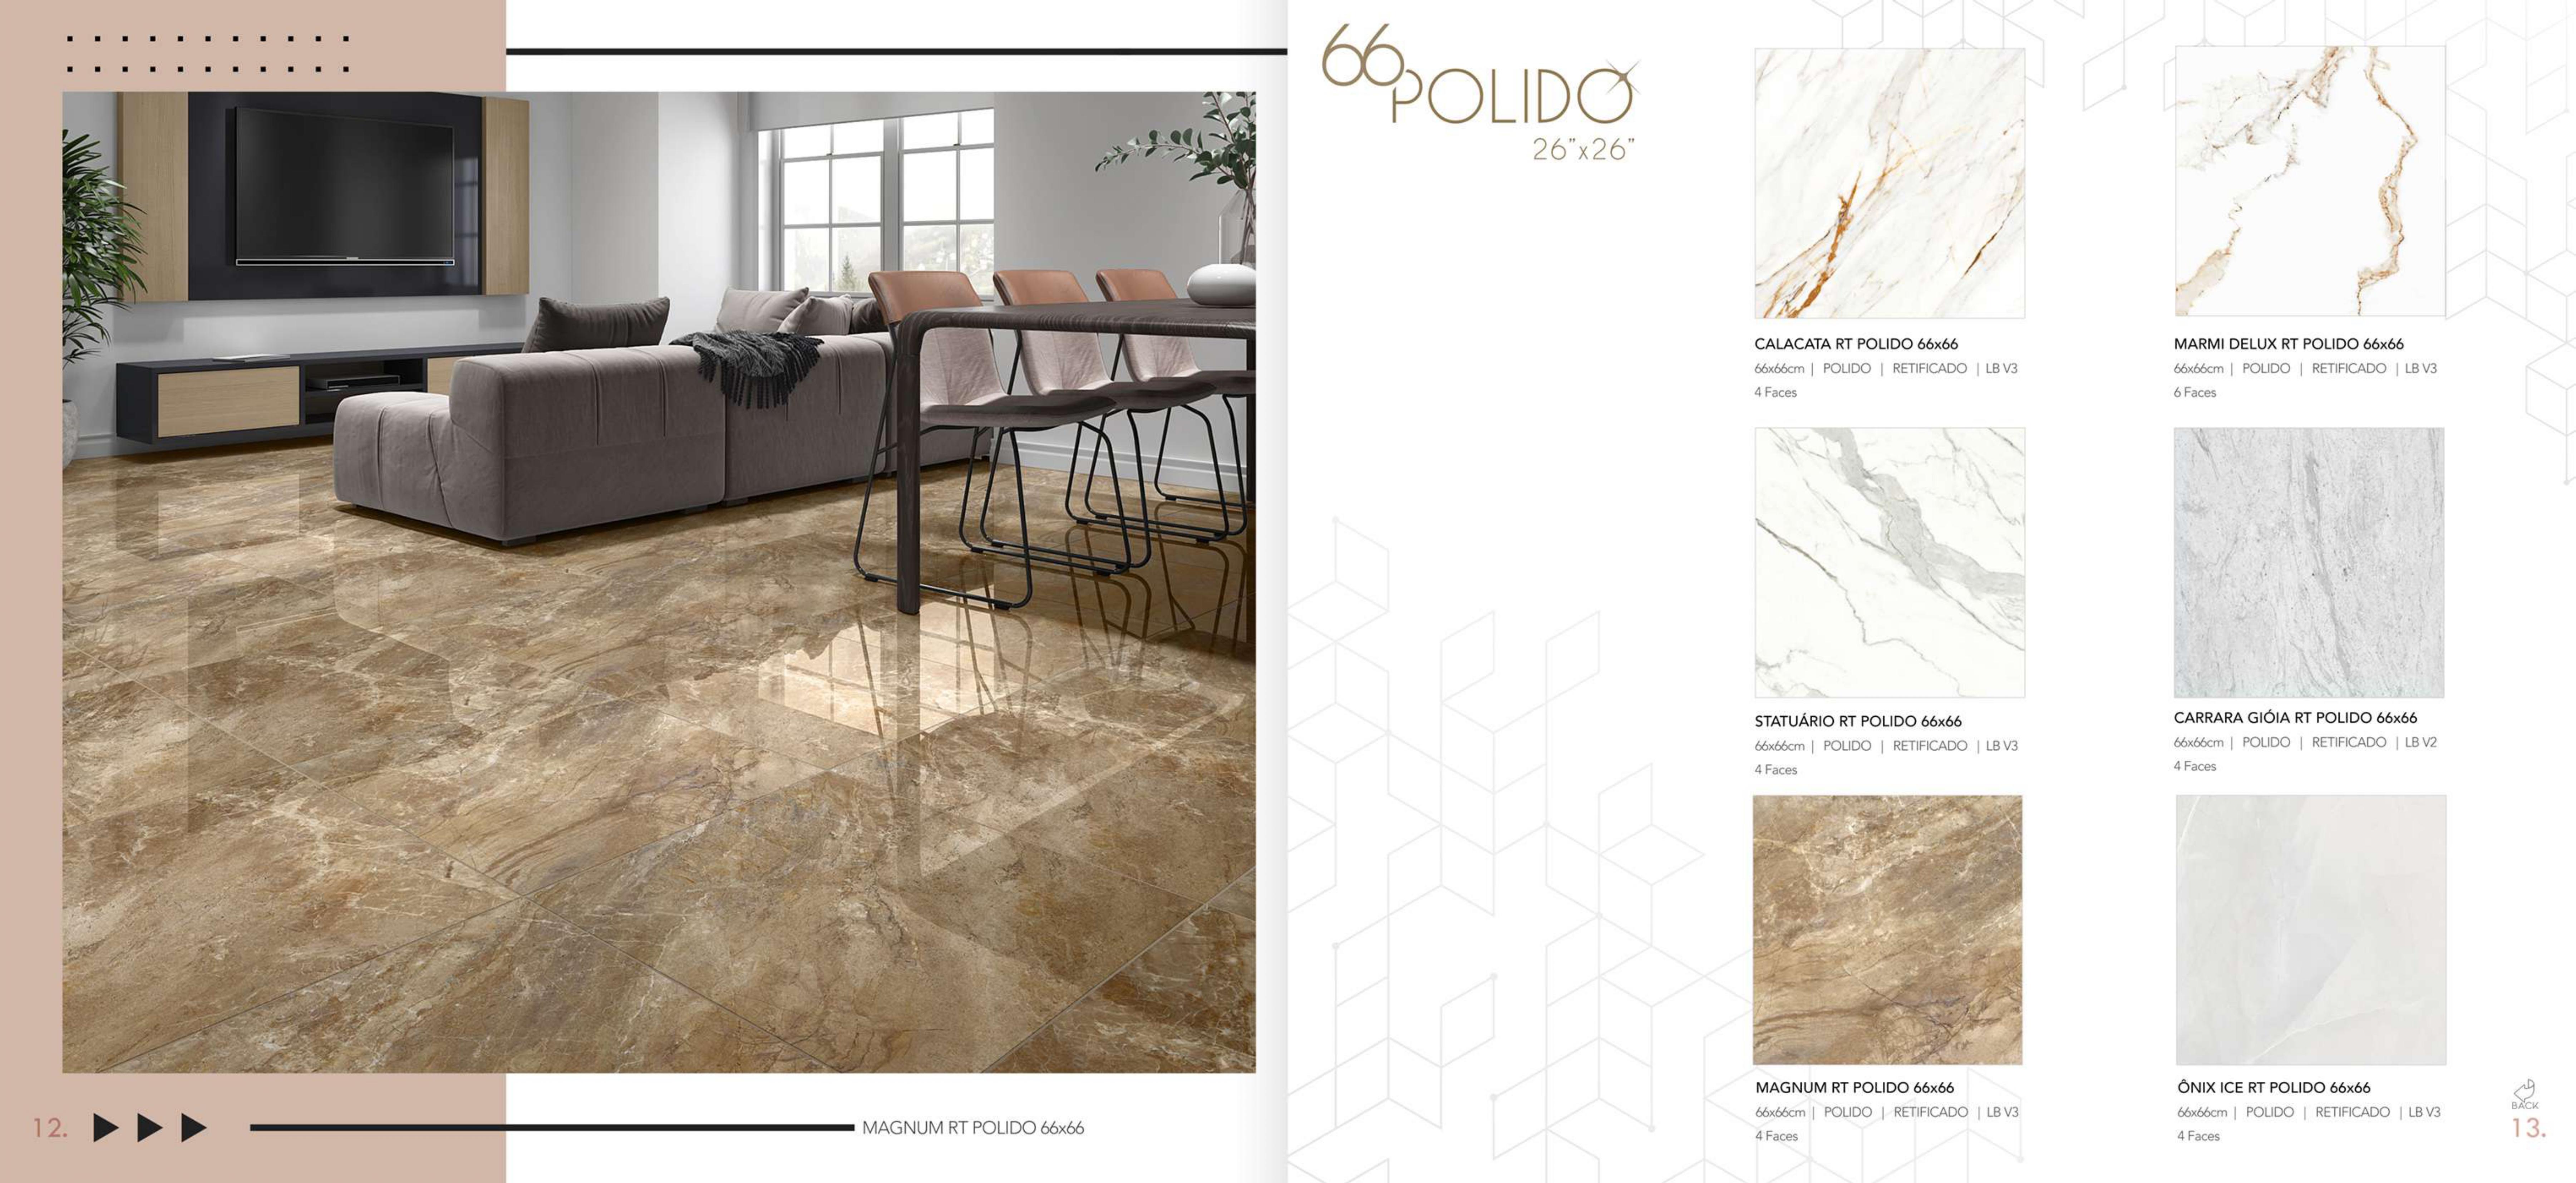 12.
MAGNUM RT POLIDO 66x66
66
POLIDO
26”x26”
CALACATA RT POLIDO 66x66
66x66cm | POLIDO | RETIFICADO | LB V3
4 Faces
MARMI DELUX RT POLIDO 66x66
66x66cm | POLIDO | RETIFICADO | LB V3
6 Faces
STATUÁRIO RT POLIDO 66x66
66x66cm | POLIDO | RETIFICADO | LB V3
4 Faces
CARRARA GIÓIA RT POLIDO 66x66
66x66cm | POLIDO | RETIFICADO | LB V2
4 Faces
MAGNUM RT POLIDO 66x66
66x66cm | POLIDO | RETIFICADO | LB V3
4 Faces
ÔNIX ICE RT POLIDO 66x66
66x66cm | POLIDO | RETIFICADO | LB V3
4 Faces
BACK
13.